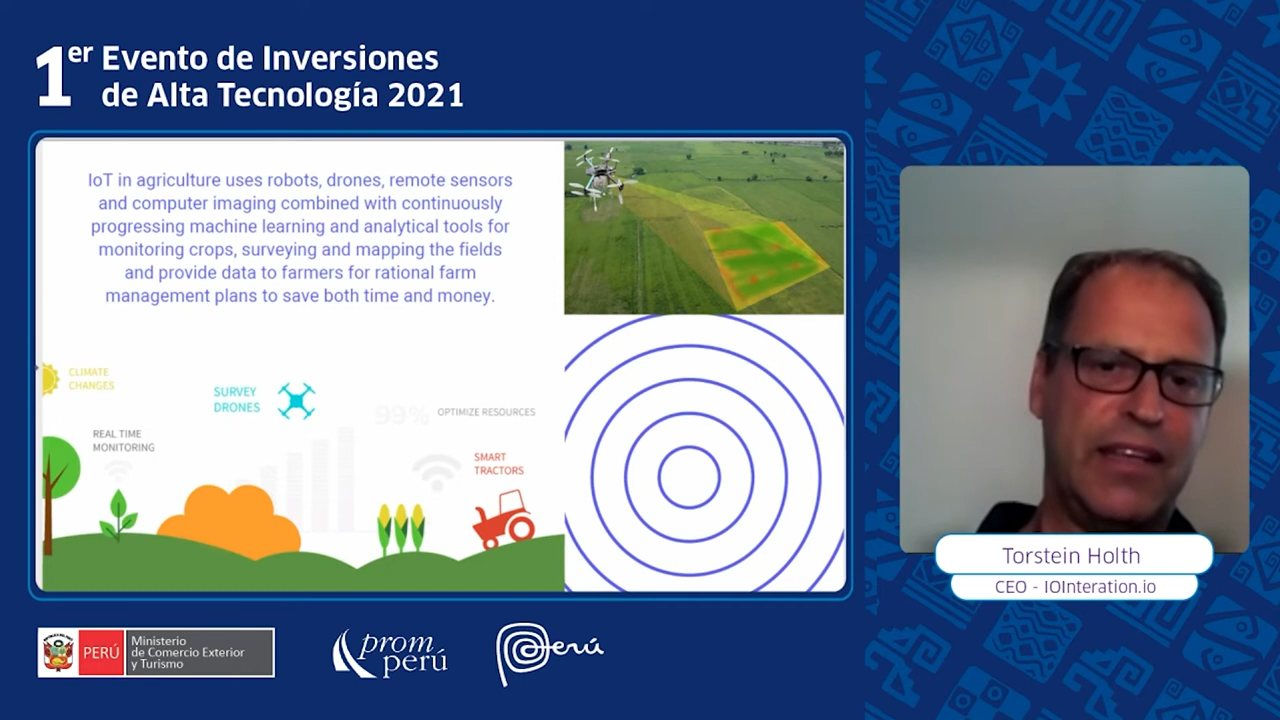 1er Evento de Inversiones
de Alta Tecnología 2021
IoT in agriculture uses robots, drones, remote sensors
and computer imaging combined with continuously
progressing machine learning and analytical tools for
monitoring crops, surveying and mapping the fields
and provide data to farmers for rational farm
management plans to save both time and money.
CLIMATE
CHANGES
SURVEY
DRONES
99%
OPTIMIZE RESOURCES
REAL TIME
MONITORING
SMART
TRACTORS
Torstein Holth
CEO - IOInteration.io
PERÚ
Ministerio
de Comercio Exterior
y Turismo
prom
perú
Perú